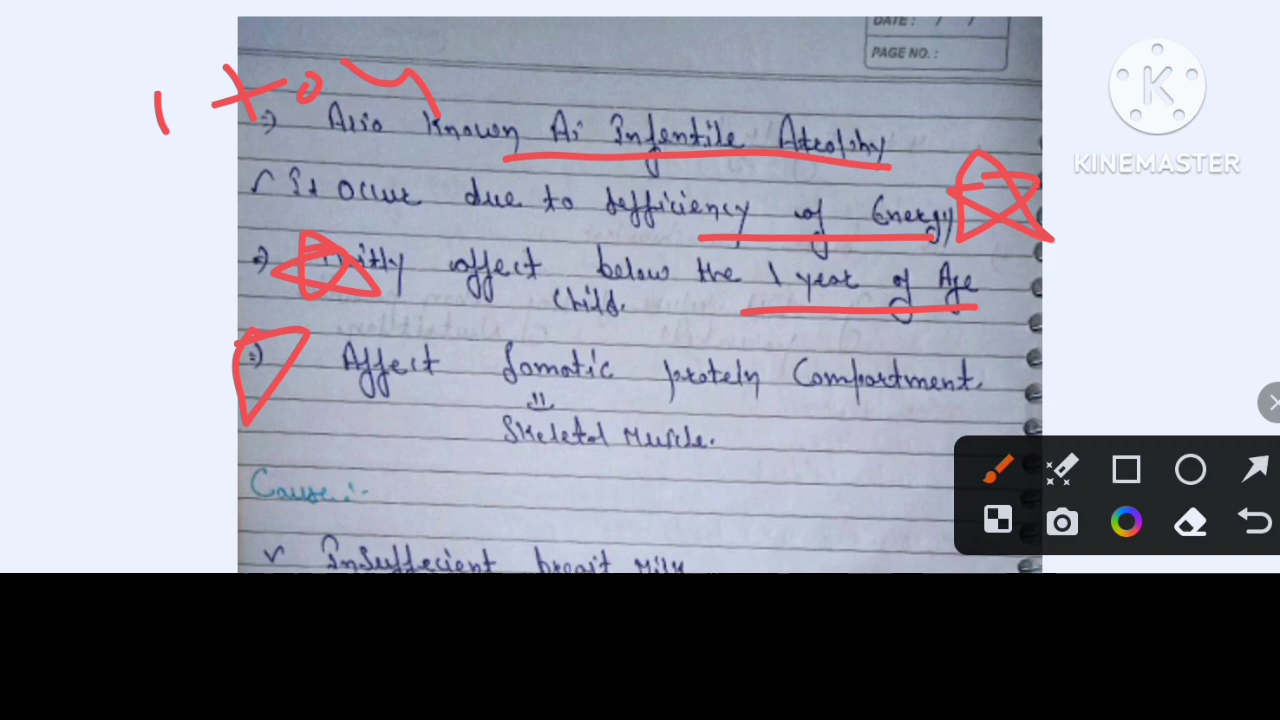 DATE: / /
PAGE NO.:
KINEMASTER
=) Also Known As Infentile Atrophy
✓ It occur due to defficiency of Energy
=) affect below the 1 year of Age
child.
=) Affect Somatic protein Compartment.
=
Skeletal Muscle.
Cause :-
✓ Insuffecient breast milk